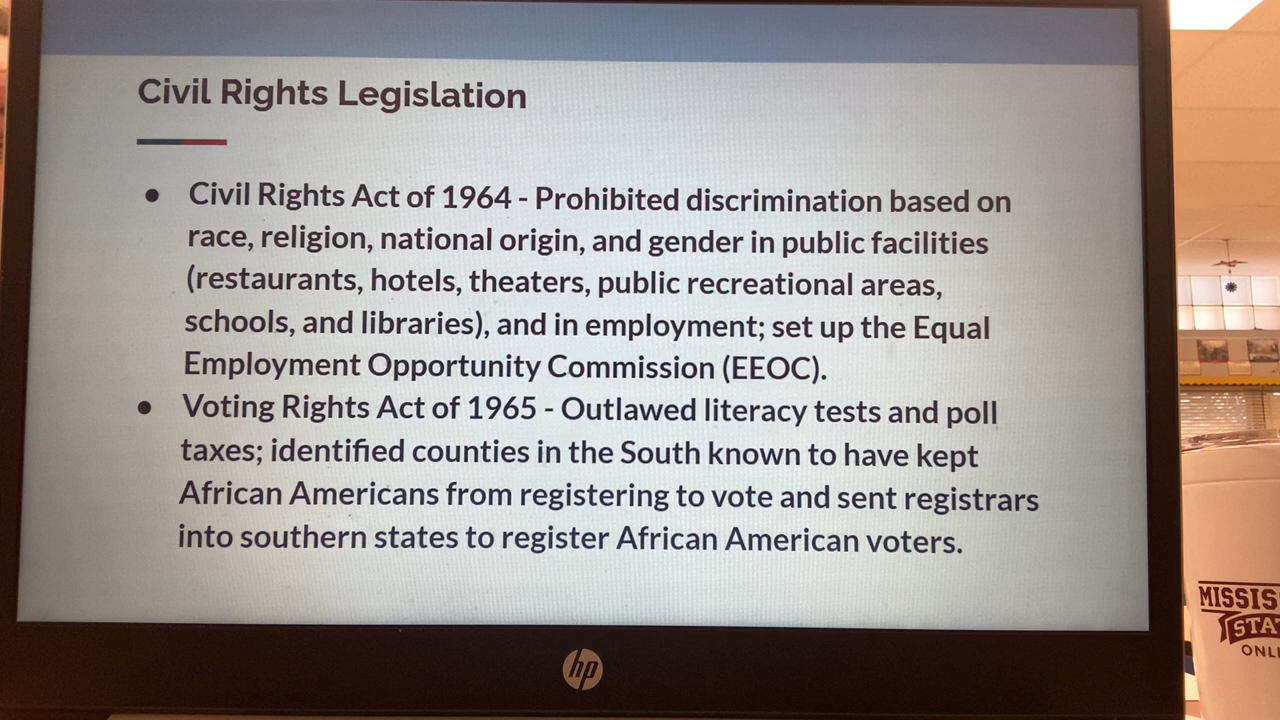 Civil Rights Legislation
● Civil Rights Act of 1964 - Prohibited discrimination based on
race, religion, national origin, and gender in public facilities
(restaurants, hotels, theaters, public recreational areas,
schools, and libraries), and in employment; set up the Equal
Employment Opportunity Commission (EEOC).
● Voting Rights Act of 1965 - Outlawed literacy tests and poll
taxes; identified counties in the South known to have kept
African Americans from registering to vote and sent registrars
into southern states to register African American voters.
hp
MISSIS
STA
ONLI